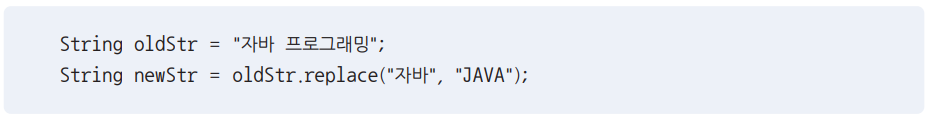 String oldStr = "자바 프로그래밍";
String newStr = oldStr.replace("자바", "JAVA");